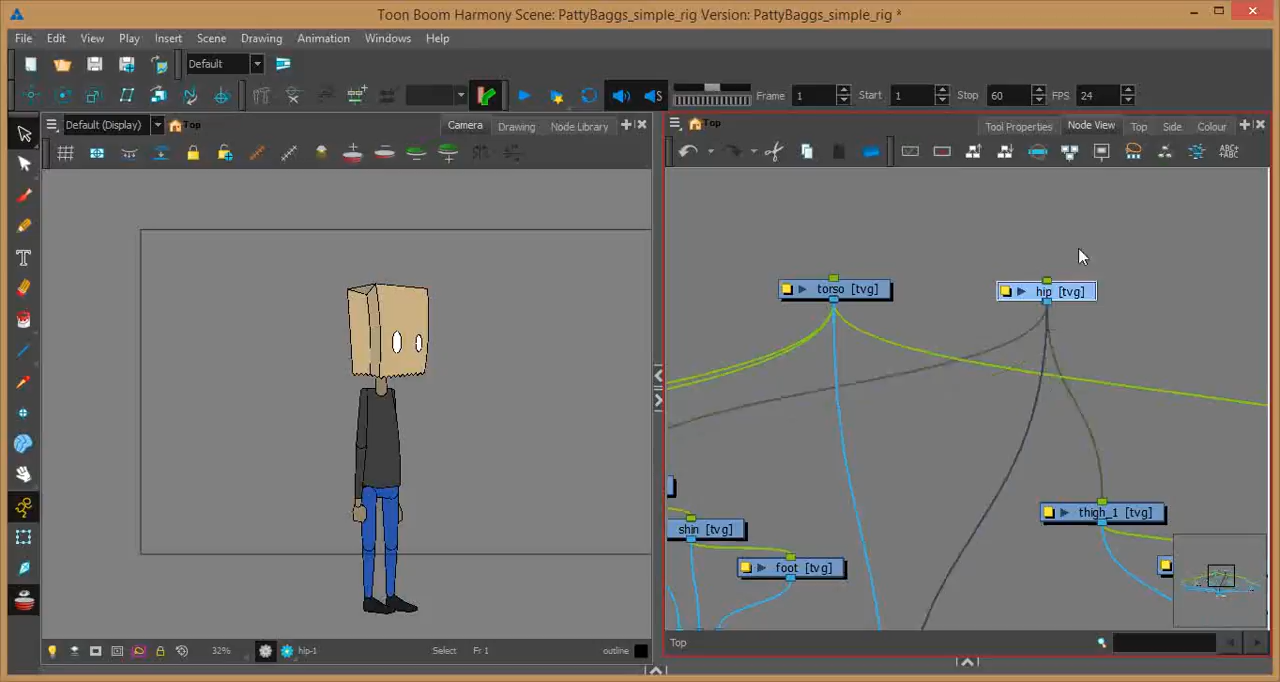 Toon Boom Harmony Scene: PattyBaggs_simple_rig Version: PattyBaggs_simple_rig *
File Edit View Play Insert Scene Drawing Animation Windows Help
Default
Frame 1 Start 1 Stop 60 FPS 24
Default (Display) Top Camera Drawing Node Library
Top Tool Properties Node View Top Side Colour
ABC+
+ABC
torso [tvg]
hip [tvg]
thigh_1 [tvg]
shin [tvg]
foot [tvg]
Top
32% hip-1 Select Fr 1 outline